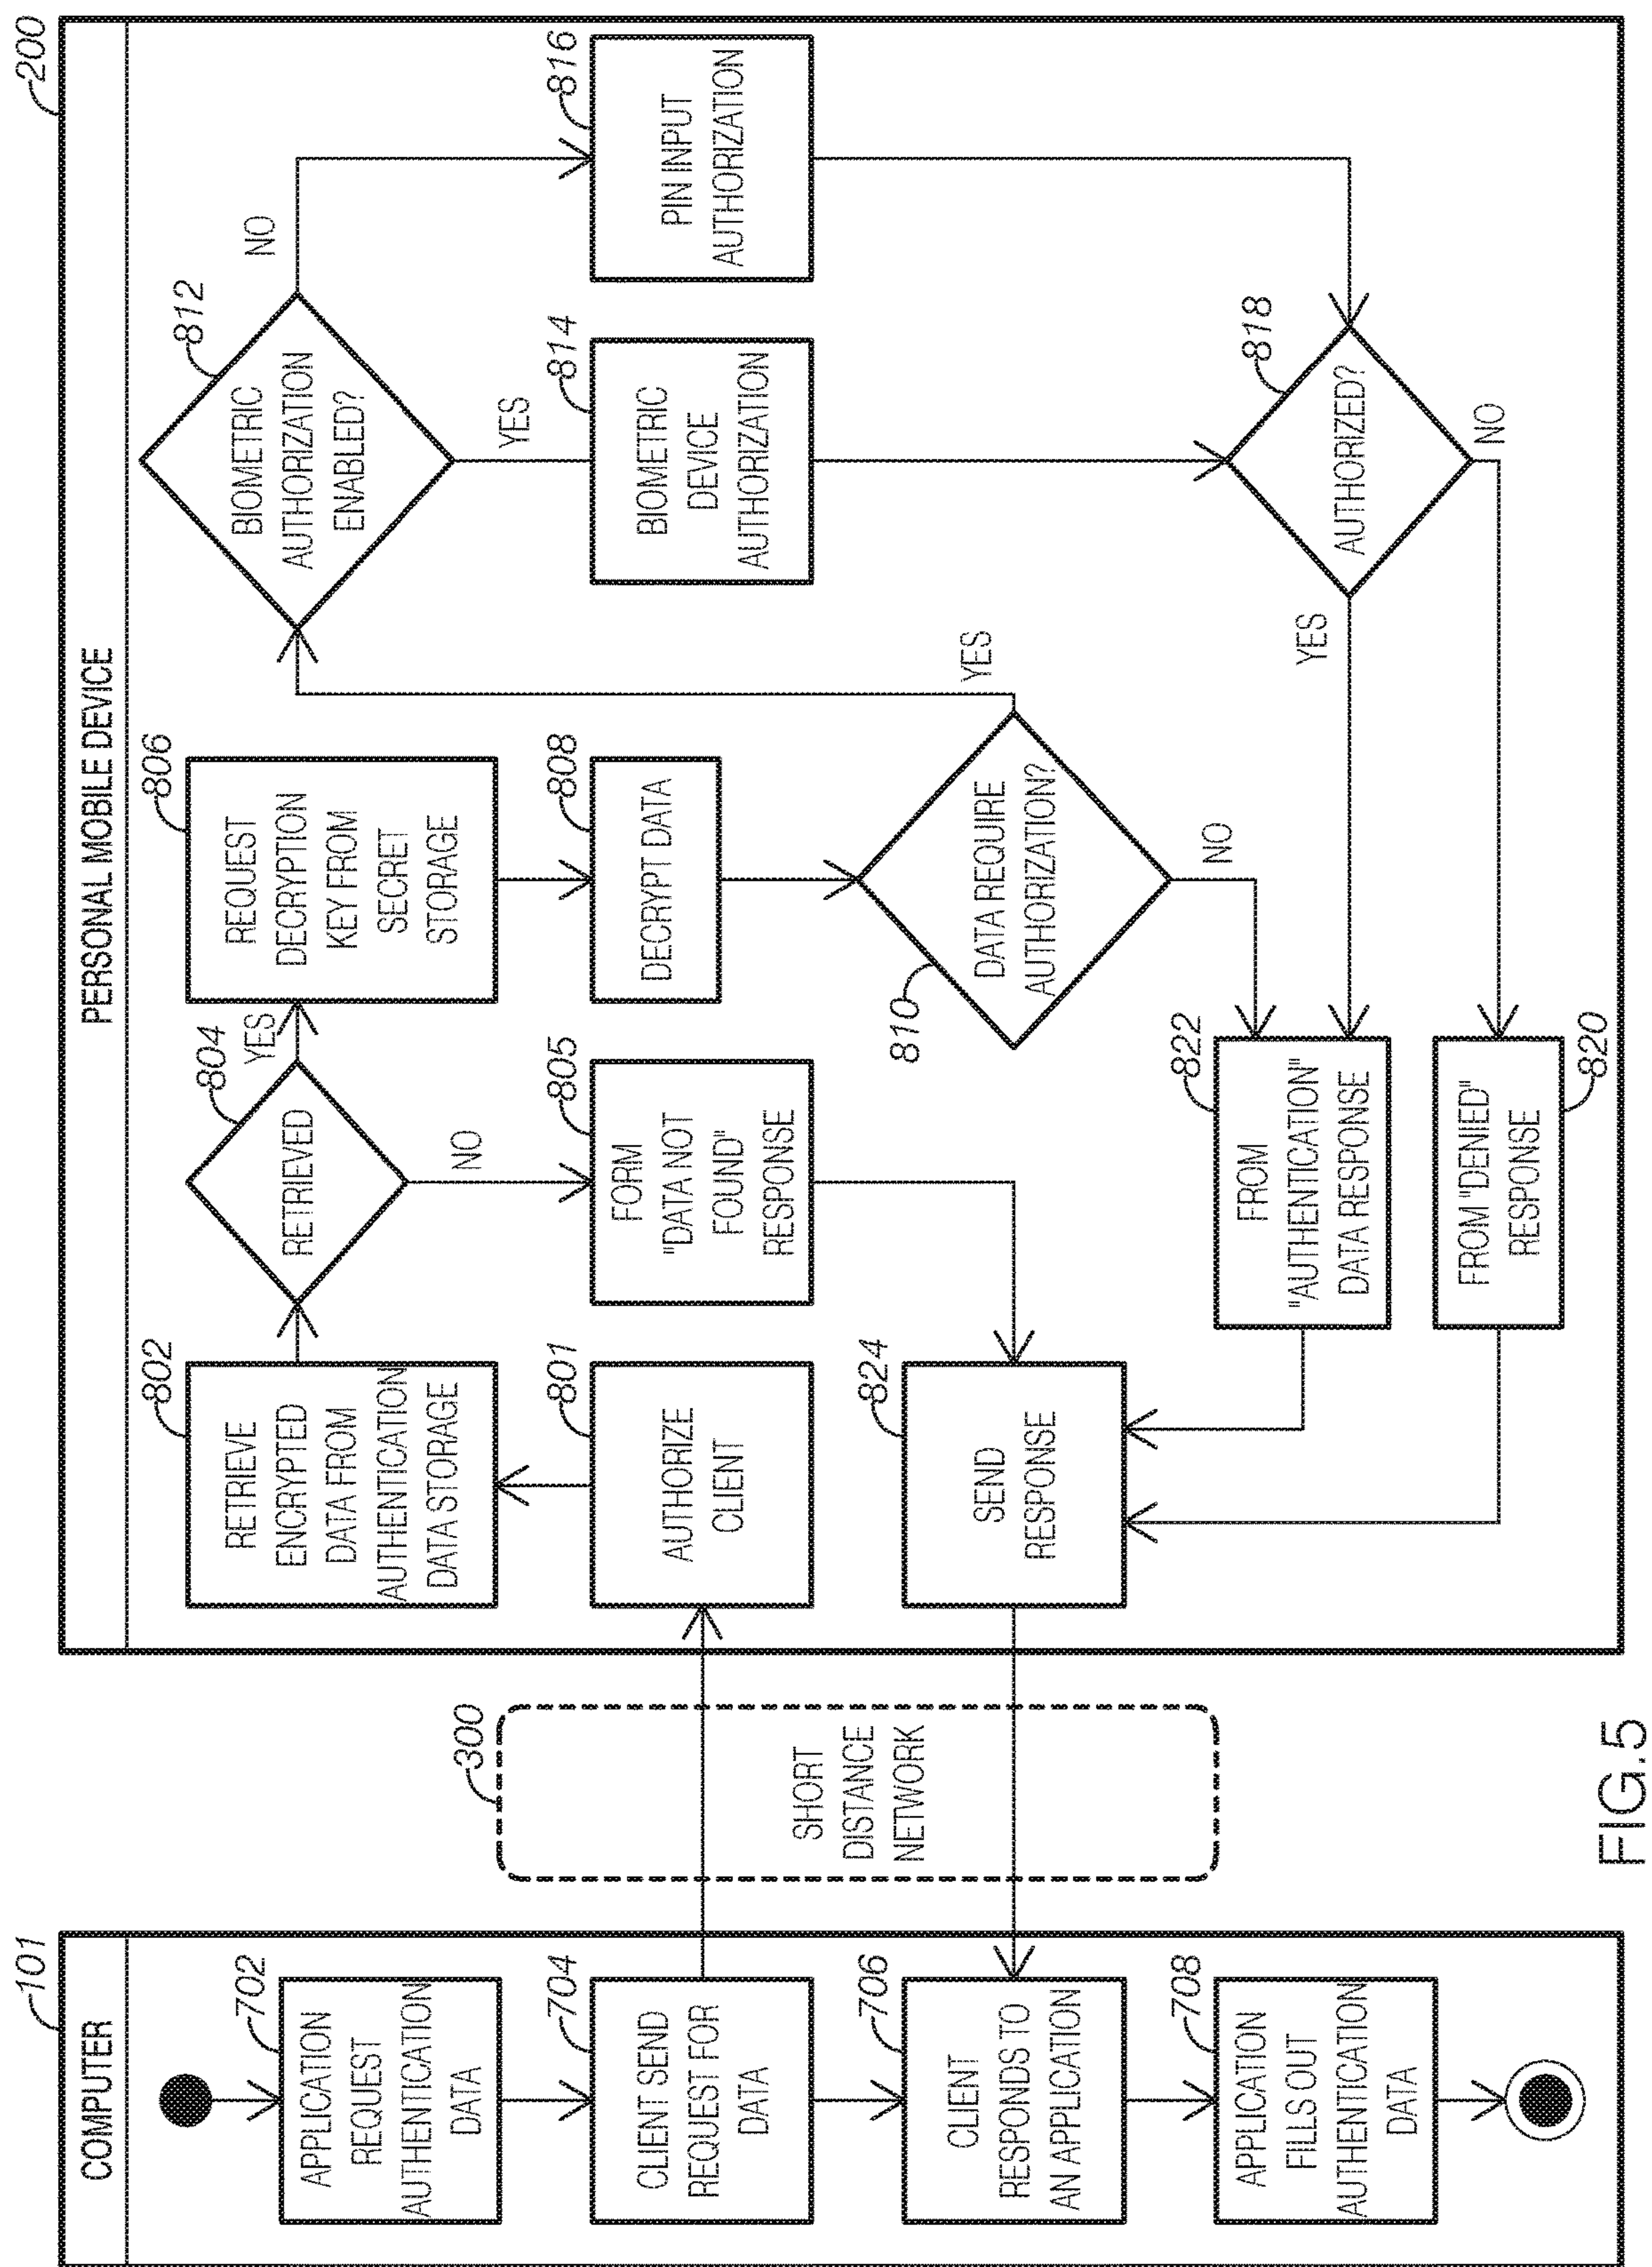 101
COMPUTER
702
APPLICATION
REQUEST
AUTHENTICATION
DATA
704
CLIENT SEND
REQUEST FOR
DATA
706
CLIENT
RESPONDS TO
AN APPLICATION
708
APPLICATION
FILLS OUT
AUTHENTICATION
DATA
300
SHORT
DISTANCE
NETWORK
200
PERSONAL MOBILE DEVICE
802
RETRIEVE
ENCRYPTED
DATA FROM
AUTHENTICATION
DATA STORAGE
804
RETRIEVED
YES
NO
806
REQUEST
DECRYPTION
KEY FROM
SECRET
STORAGE
812
BIOMETRIC
AUTHORIZATION
ENABLED?
NO
YES
801
AUTHORIZE
CLIENT
805
FORM
"DATA NOT
FOUND"
RESPONSE
808
DECRYPT DATA
814
BIOMETRIC
DEVICE
AUTHORIZATION
816
PIN INPUT
AUTHORIZATION
824
SEND
RESPONSE
810
DATA REQUIRE
AUTHORIZATION?
YES
NO
822
FROM
"AUTHENTICATION"
DATA RESPONSE
818
AUTHORIZED?
YES
NO
FROM "DENIED"
RESPONSE
820
FIG.5